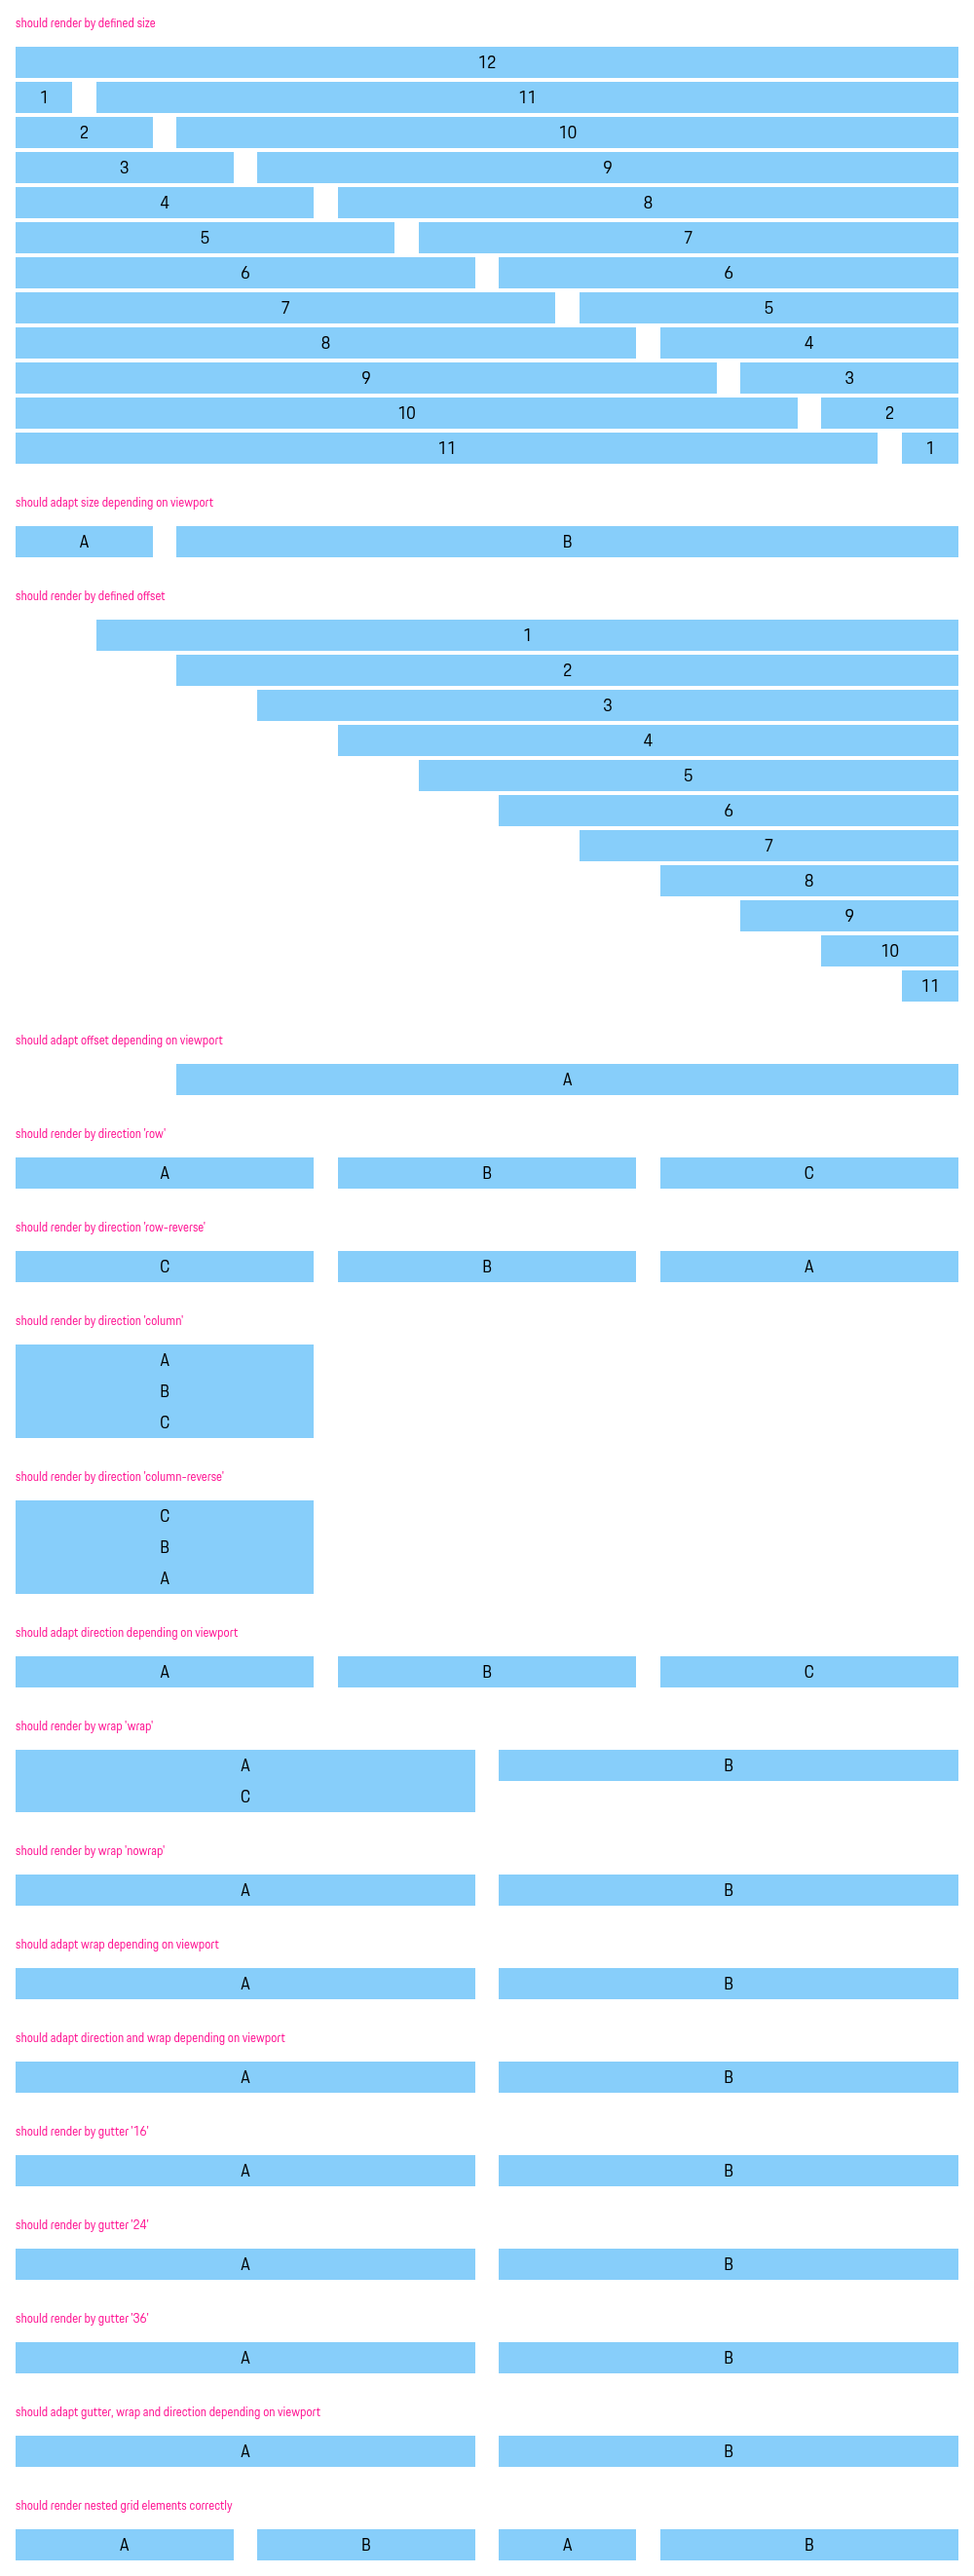 should render by defined size
12
1 11
2 10
3 9
4 8
5 7
6 6
7 5
8 4
9 3
10 2
11 1
should adapt size depending on viewport
A B
should render by defined offset
1
2
3
4
5
6
7
8
9
10
11
should adapt offset depending on viewport
A
should render by direction 'row'
A B C
should render by direction 'row-reverse'
C B A
should render by direction 'column'
A
B
C
should render by direction 'column-reverse'
C
B
A
should adapt direction depending on viewport
A B C
should render by wrap 'wrap'
A B
C
should render by wrap 'nowrap'
A B
should adapt wrap depending on viewport
A B
should adapt direction and wrap depending on viewport
A B
should render by gutter '16'
A B
should render by gutter '24'
A B
should render by gutter '36'
A B
should adapt gutter, wrap and direction depending on viewport
A B
should render nested grid elements correctly
A B A B